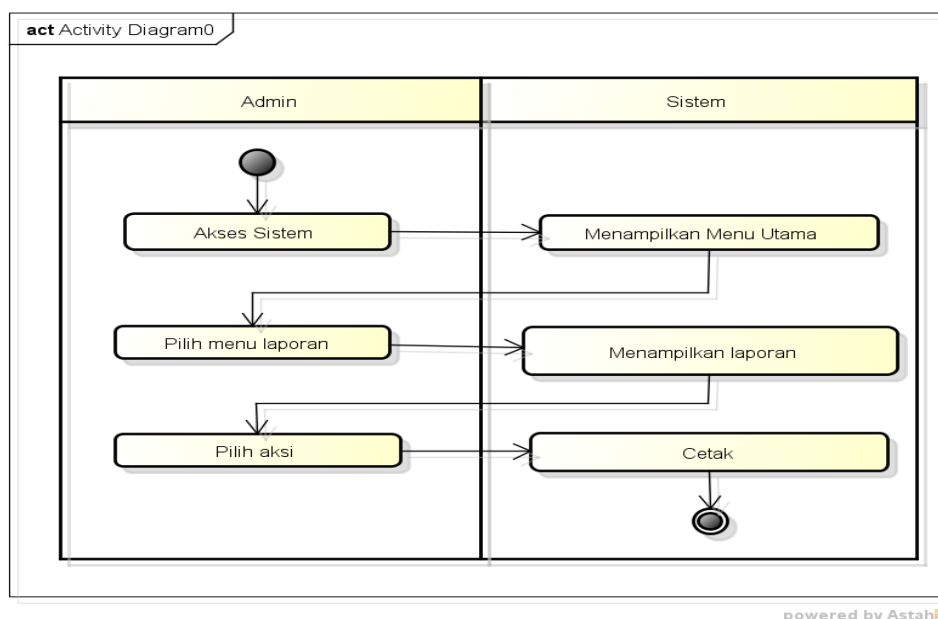 act Activity Diagram0
Admin
Sistem
Akses Sistem
Menampilkan Menu Utama
Pilih menu laporan
Menampilkan laporan
Pilih aksi
Cetak
powered by Astah